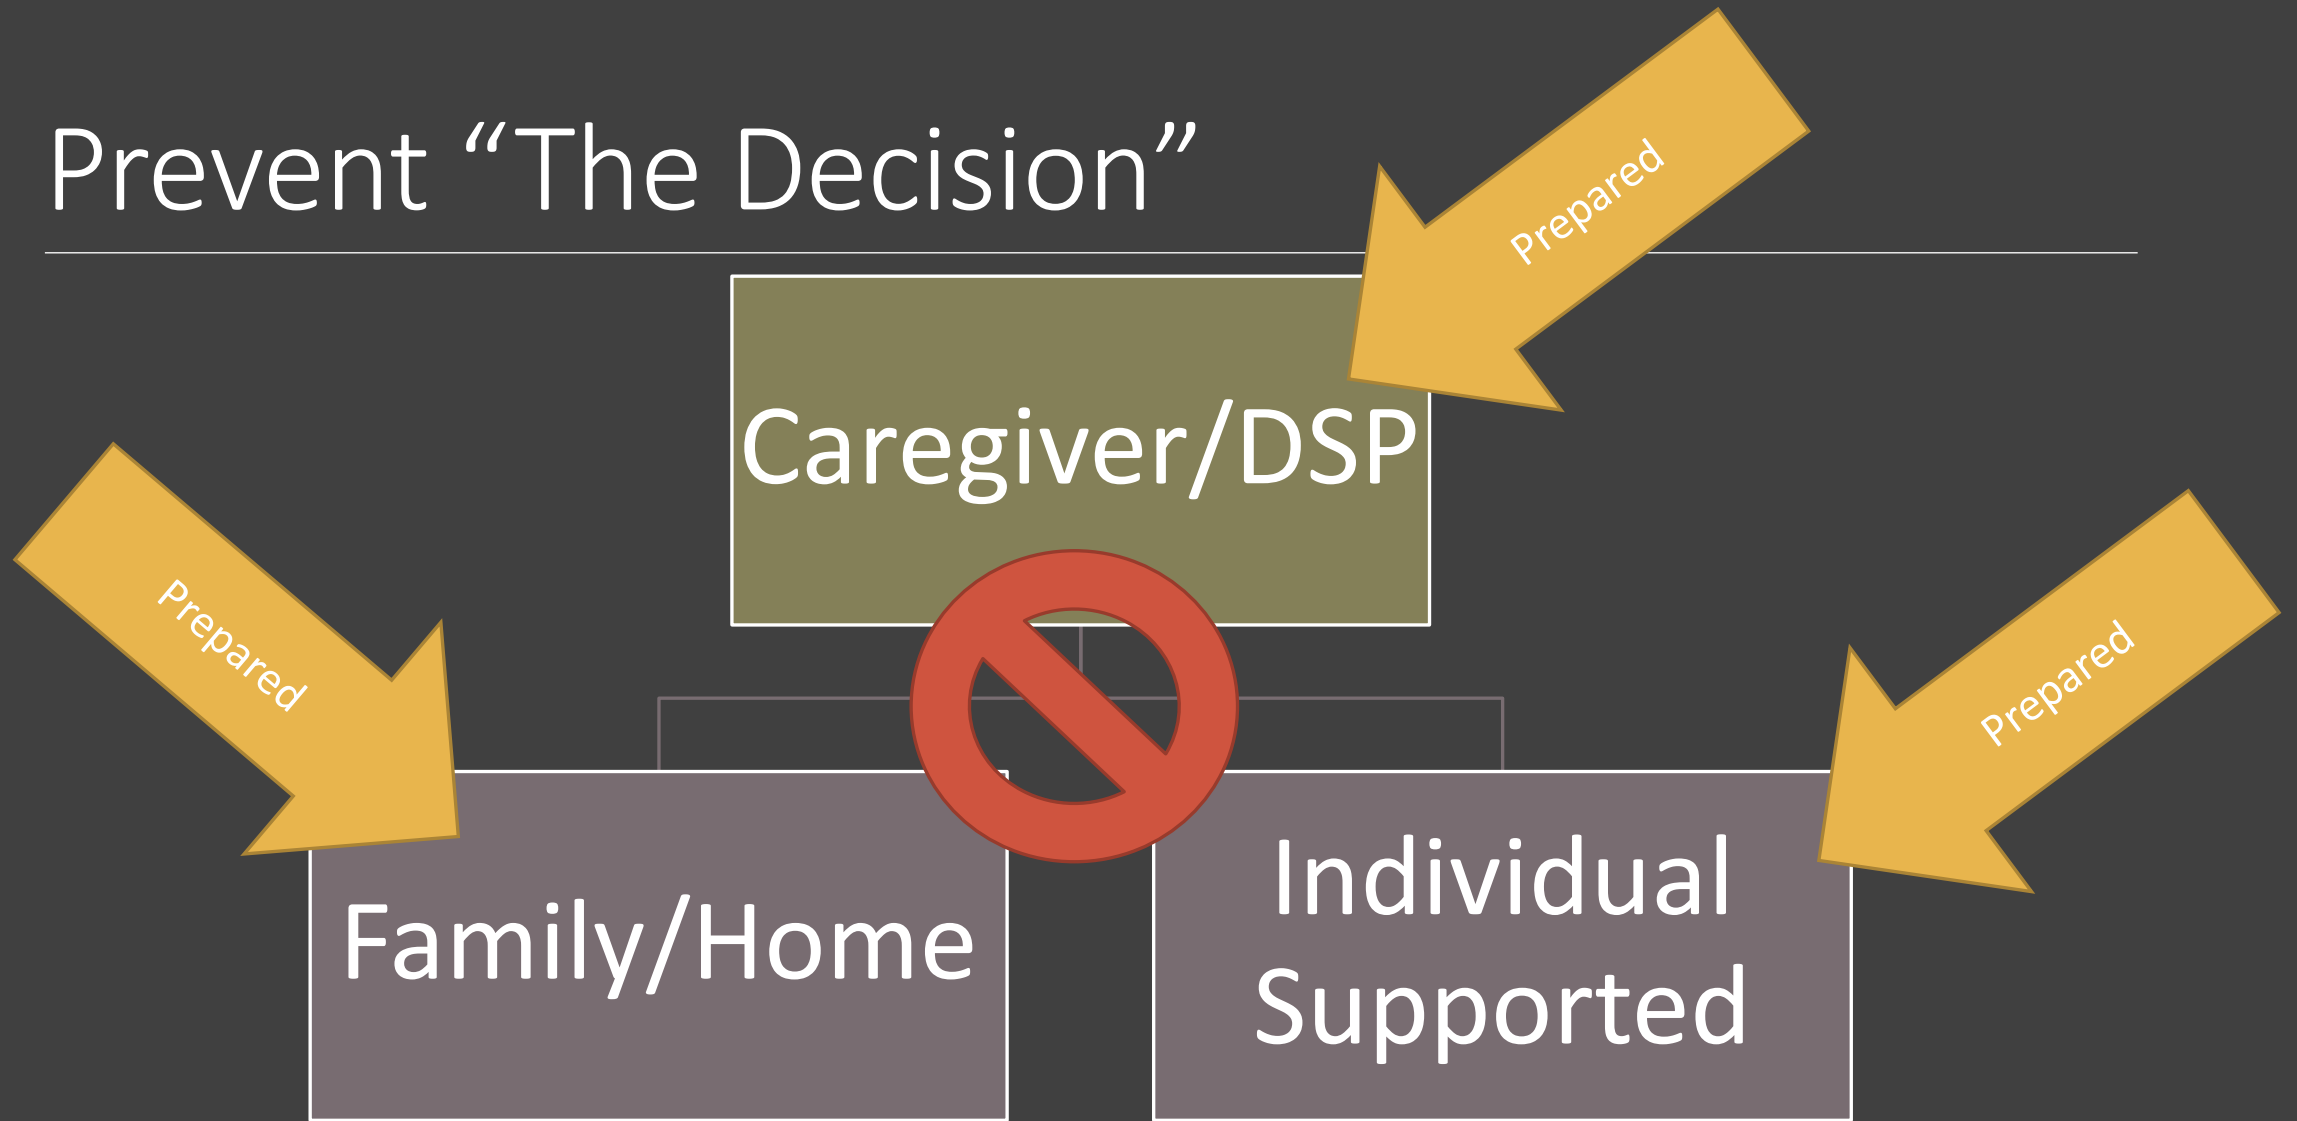 Prevent “The Decision”
Prepared
Caregiver/DSP
Prepared
Prepared
Family/Home
Individual
Supported